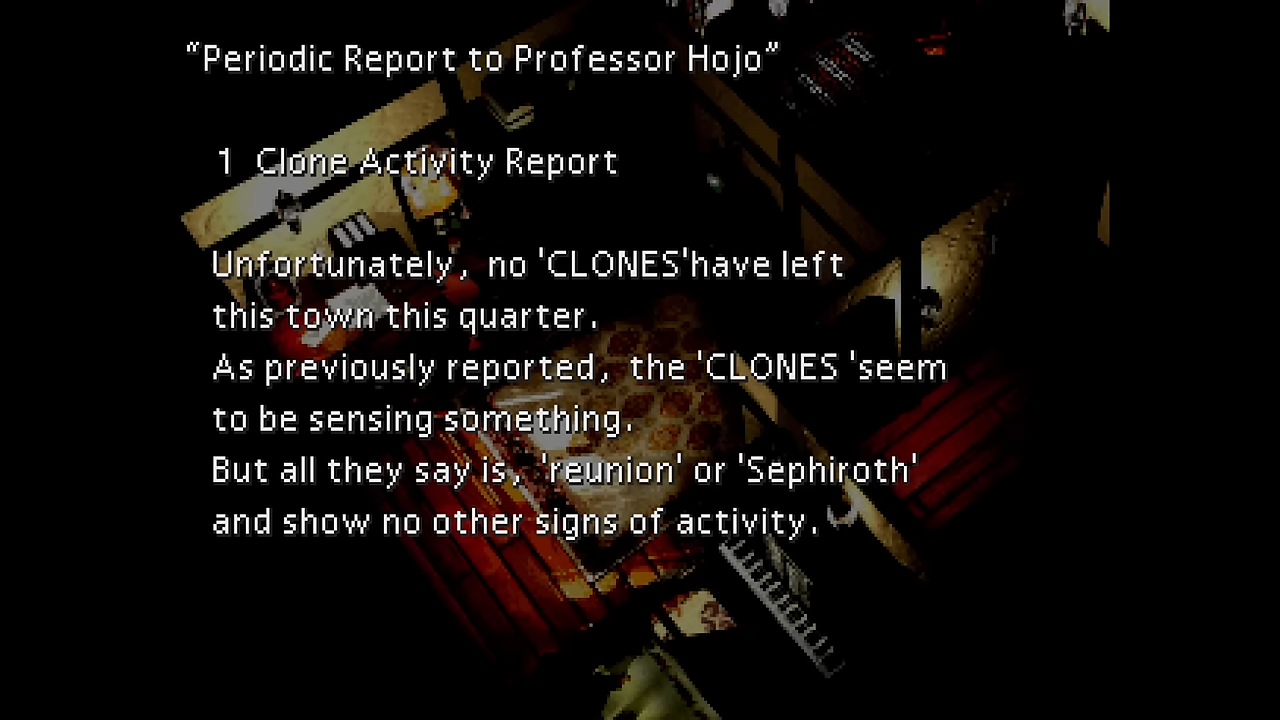 “Periodic Report to Professor Hojo”
1 Clone Activity Report
Unfortunately, no 'CLONES'have left
this town this quarter.
As previously reported, the 'CLONES 'seem
to be sensing something.
But all they say is, 'reunion' or 'Sephiroth'
and show no other signs of activity.